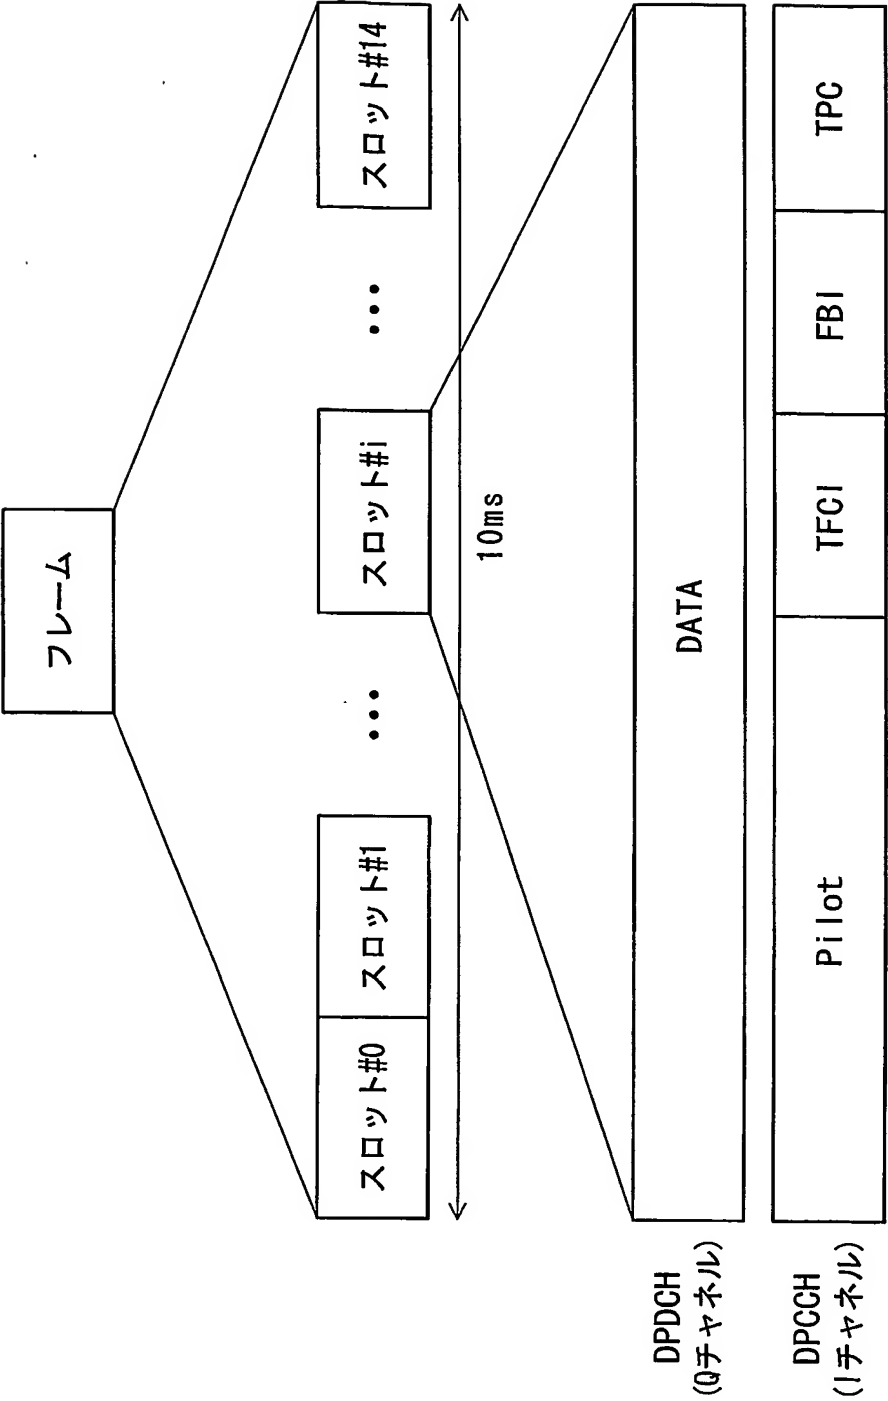 フレーム
スロット#0
スロット#1
•••
スロット#i
•••
スロット#14
10ms
DPDCH
(Qチャネル)
DATA
DPCCH
(Iチャネル)
Pilot
TFCI
FBI
TPC